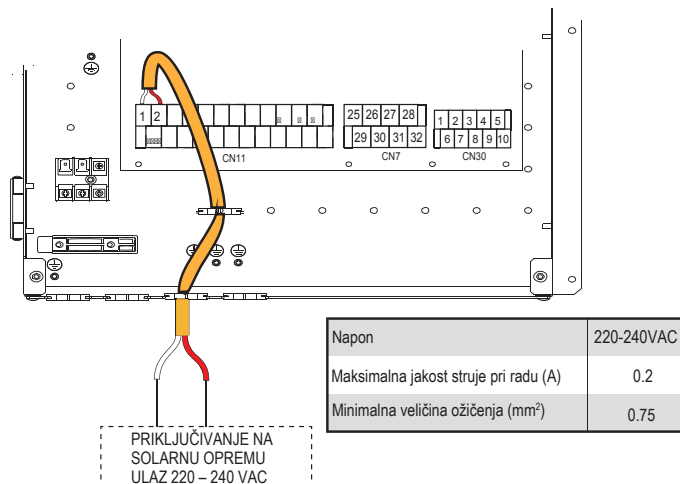 1 2
25 26 27 28
29 30 31 32
1 2 3 4 5
6 7 8 9 10
CN11
CN7
CN30
Napon 220-240VAC
Maksimalna jakost struje pri radu (A) 0.2
Minimalna veličina ožičenja (mm²) 0.75
PRIKLJUČIVANJE NA
SOLARNU OPREMU
ULAZ 220 – 240 VAC